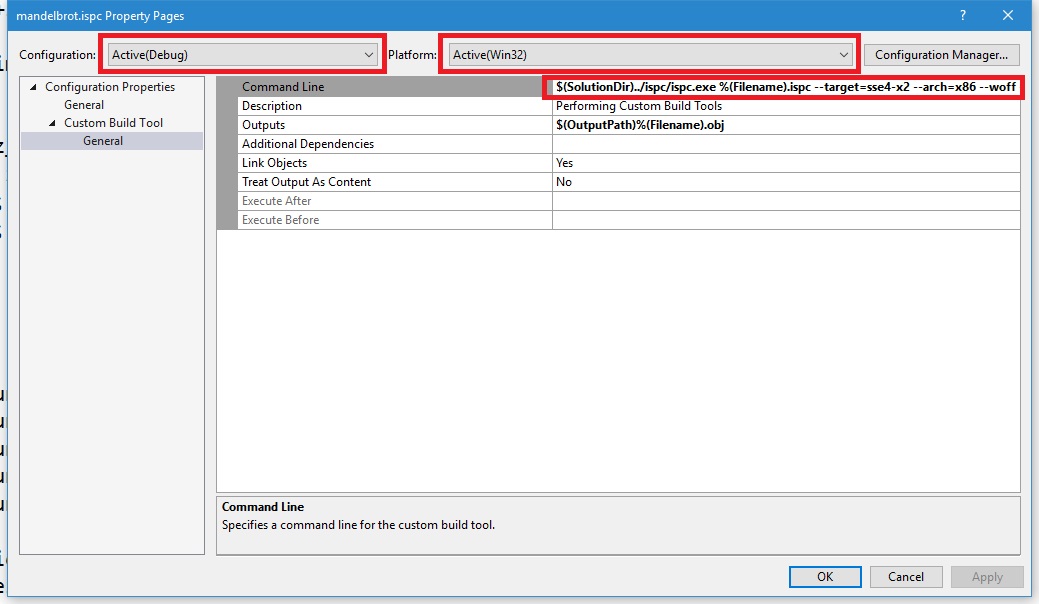 mandelbrot.ispc Property Pages
?
Configuration: Active(Debug) Platform: Active(Win32) Configuration Manager...
Configuration Properties
General
Custom Build Tool
General
Command Line $(SolutionDir)../ispc/ispc.exe %(Filename).ispc --target=sse4-x2 --arch=x86 --woff
Description Performing Custom Build Tools
Outputs $(OutputPath)%(Filename).obj
Additional Dependencies
Link Objects Yes
Treat Output As Content No
Execute After
Execute Before
Command Line
Specifies a command line for the custom build tool.
OK Cancel Apply